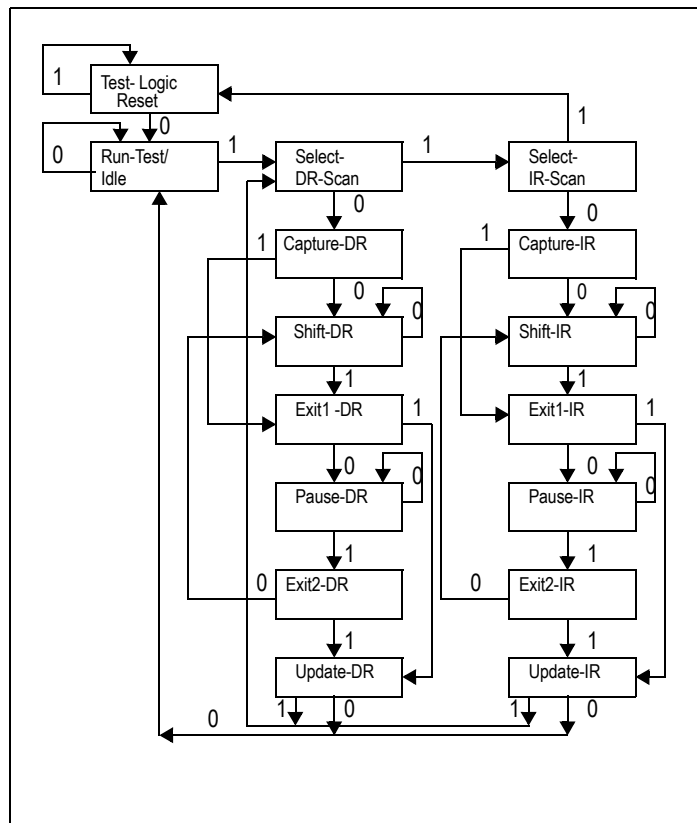 1
Test- Logic
Reset
0
1
0
Run-Test/
Idle
1
Select-
DR-Scan
1
Select-
IR-Scan
0
0
1
Capture-DR
1
Capture-IR
0
0
Shift-DR
0
Shift-IR
0
1
1
Exit1 -DR
1
Exit1-IR
1
0
0
Pause-DR
0
Pause-IR
0
1
1
0
Exit2-DR
0
Exit2-IR
1
1
Update-DR
Update-IR
1
0
1
0
0